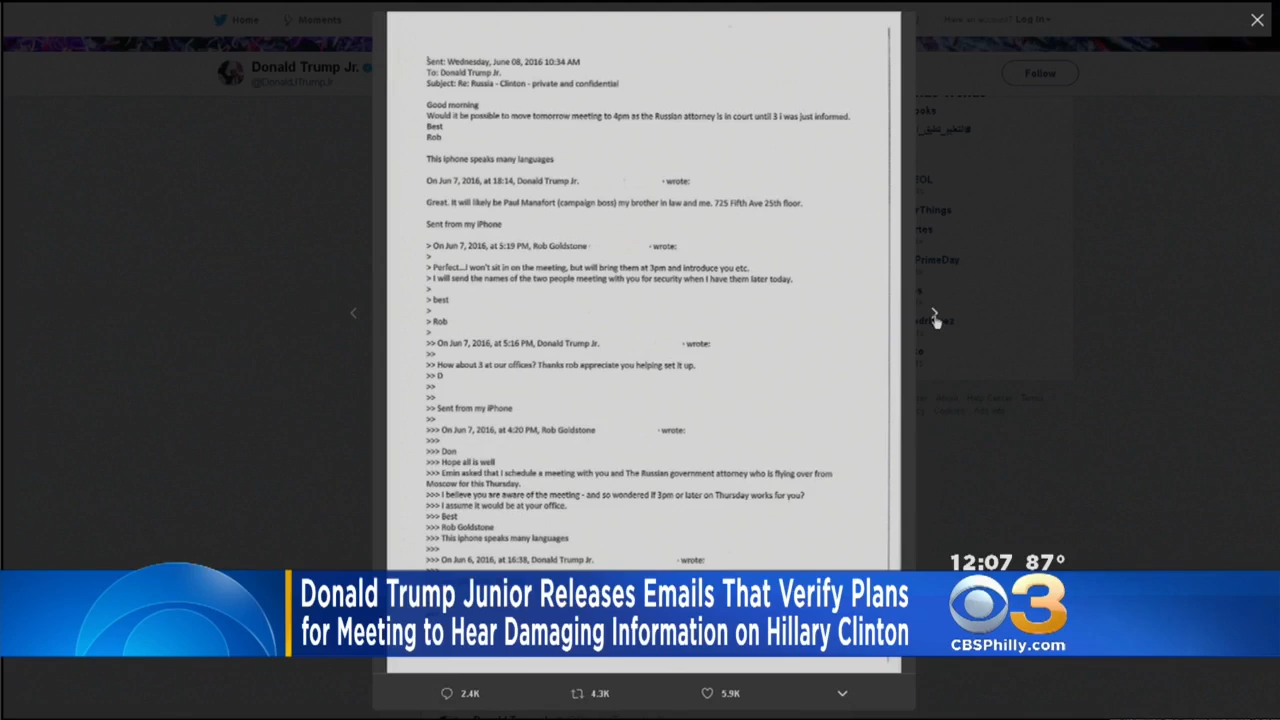 Home
Moments
Have an account? Log in
Donald Trump Jr.
@DonaldJTrumpJr
Follow
Sent: Wednesday, June 08, 2016 10:34 AM
To: Donald Trump Jr.
Subject: Re: Russia - Clinton - private and confidential
Good morning
Would it be possible to move tomorrow meeting to 4pm as the Russian attorney is in court until 3 i was just informed.
Best
Rob
This iphone speaks many languages
On Jun 7, 2016, at 18:14, Donald Trump Jr. wrote:
Great. It will likely be Paul Manafort (campaign boss) my brother in law and me. 725 Fifth Ave 25th floor.
Sent from my iPhone
> On Jun 7, 2016, at 5:19 PM, Rob Goldstone wrote:
>
> Perfect...I won't sit in on the meeting, but will bring them at 3pm and introduce you etc.
> I will send the names of the two people meeting with you for security when I have them later today.
>
> best
>
> Rob
>
>> On Jun 7, 2016, at 5:16 PM, Donald Trump Jr. wrote:
>>
>> How about 3 at our offices? Thanks rob appreciate you helping set it up.
>> D
>>
>>
>> Sent from my iPhone
>>
>>> On Jun 7, 2016, at 4:20 PM, Rob Goldstone wrote:
>>>
>>> Don
>>> Hope all is well
>>> Emin asked that I schedule a meeting with you and The Russian government attorney who is flying over from
Moscow for this Thursday.
>>> I believe you are aware of the meeting - and so wondered if 3pm or later on Thursday works for you?
>>> I assume it would be at your office.
>>> Best
>>> Rob Goldstone
>>> This iphone speaks many languages
>>>
>>> On Jun 6, 2016, at 16:38, Donald Trump Jr. wrote:
PrimeDay
About Help Center Terms
12:07 87°
Donald Trump Junior Releases Emails That Verify Plans
for Meeting to Hear Damaging Information on Hillary Clinton
3
CBSPhilly.com
2.4K 4.3K 5.9K